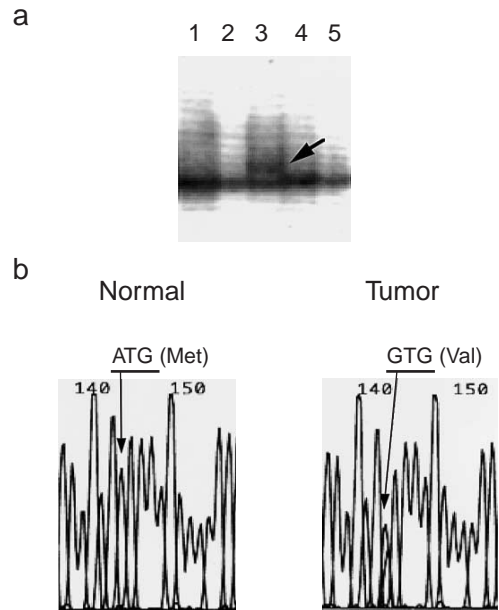 a
1 2 3 4 5
b
Normal Tumor
ATG (Met) GTG (Val)
140 150 140 150